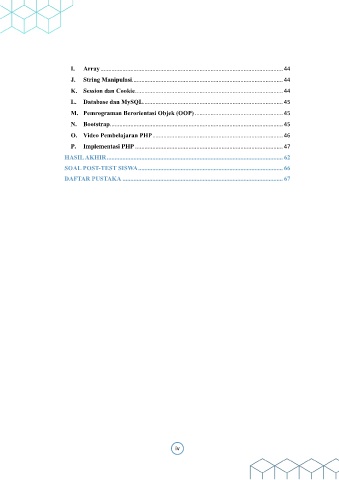 I. Array ........ 44
J. String Manipulasi ........ 44
K. Session dan Cookie ........ 44
L. Database dan MySQL ........ 45
M. Pemrograman Berorientasi Objek (OOP) ........ 45
N. Bootstrap ........ 45
O. Video Pembelajaran PHP ........ 46
P. Implementasi PHP ........ 47
HASIL AKHIR ........ 62
SOAL POST-TEST SISWA ........ 66
DAFTAR PUSTAKA ........ 67
iv